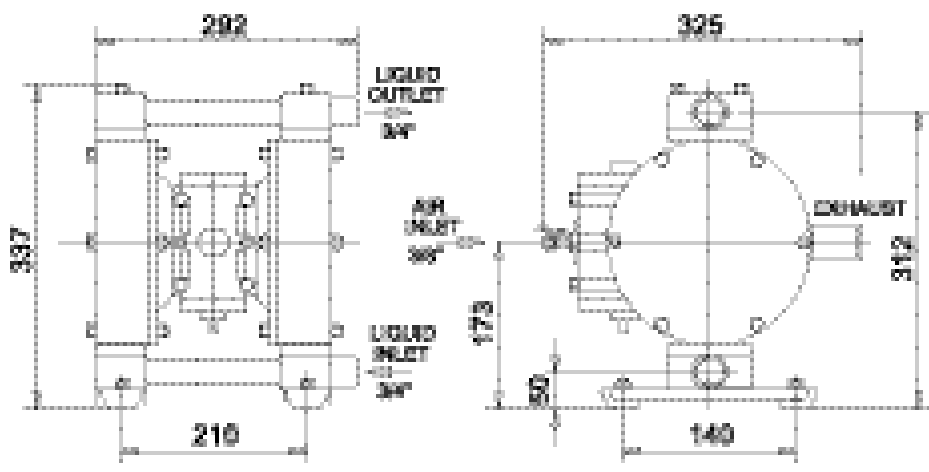 292
325
LIQUID
OUTLET
3/4"
AIR
INLET
3/8"
EXHAUST
337
312
173
LIQUID
INLET
3/4"
50
210
140